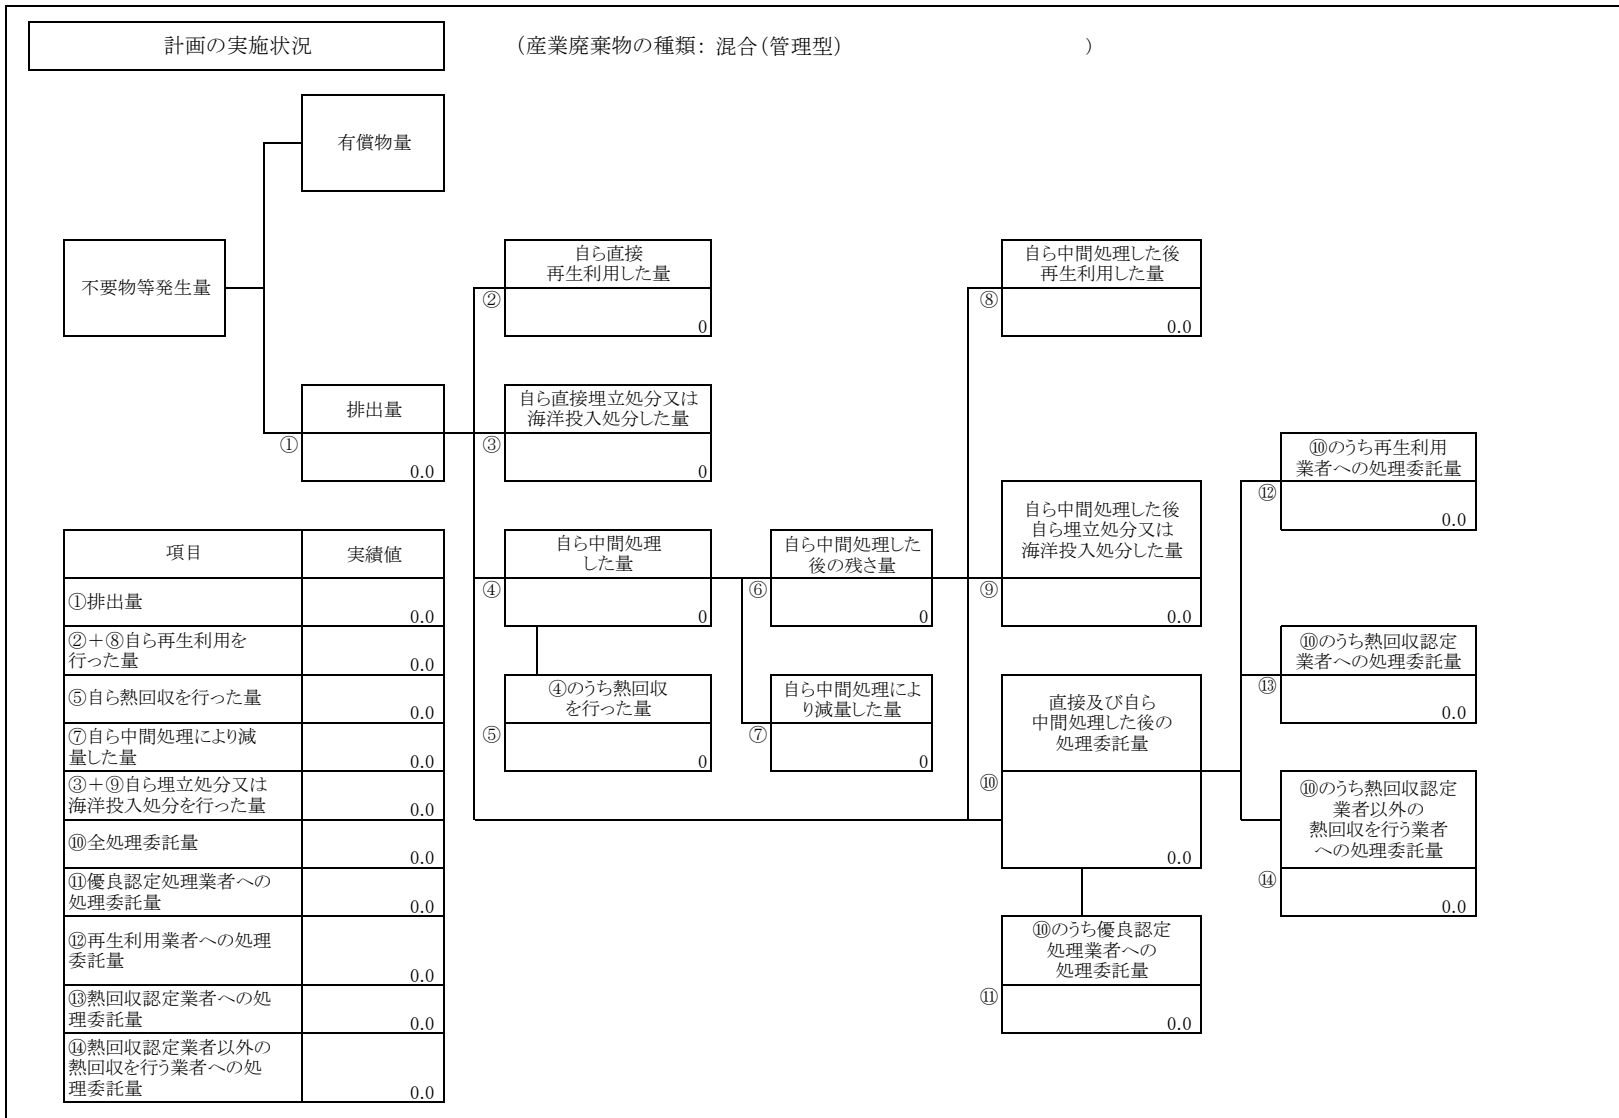 計画の実施状況
（産業廃棄物の種類：混合（管理型）　）
有償物量
不要物等発生量
自ら直接
再生利用した量
②
0
自ら中間処理した後
再生利用した量
⑧
0.0
排出量
①
0.0
自ら直接埋立処分又は
海洋投入処分した量
③
0
⑩のうち再生利用
業者への処理委託量
⑫
0.0
自ら中間処理
した量
④
0
自ら中間処理した
後の残さ量
⑥
0
自ら中間処理した後
自ら埋立処分又は
海洋投入処分した量
⑨
0.0
⑩のうち熱回収認定
業者への処理委託量
⑬
0.0
④のうち熱回収
を行った量
⑤
0
自ら中間処理によ
り減量した量
⑦
0
直接及び自ら
中間処理した後の
処理委託量
⑩
0.0
⑩のうち熱回収認定
業者以外の
熱回収を行う業者
への処理委託量
⑭
0.0
⑩のうち優良認定
処理業者への
処理委託量
⑪
0.0
項目 実績値
①排出量
0.0
②＋⑧自ら再生利用を
行った量
0.0
⑤自ら熱回収を行った量
0.0
⑦自ら中間処理により減
量した量
0.0
③＋⑨自ら埋立処分又は
海洋投入処分を行った量
0.0
⑩全処理委託量
0.0
⑪優良認定処理業者への
処理委託量
0.0
⑫再生利用業者への処理
委託量
0.0
⑬熱回収認定業者への処
理委託量
0.0
⑭熱回収認定業者以外の
熱回収を行う業者への処
理委託量
0.0